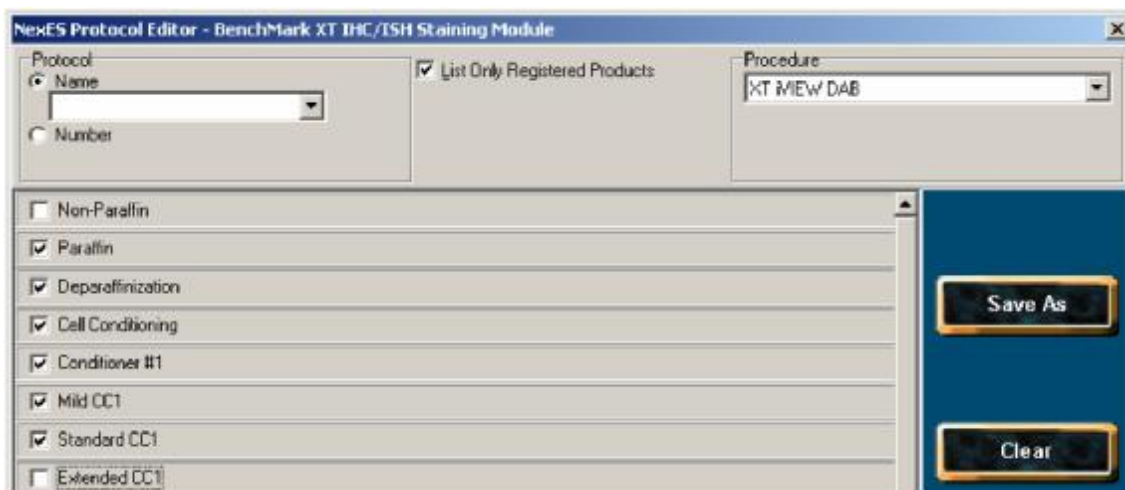 NexES Protocol Editor - BenchMark XT IHC/ISH Staining Module
Protocol
Name
Number
List Only Registered Products
Procedure
XT iVIEW DAB
Non-Paraffin
Paraffin
Deparaffinization
Cell Conditioning
Conditioner #1
Mild CC1
Standard CC1
Extended CC1
Save As
Clear